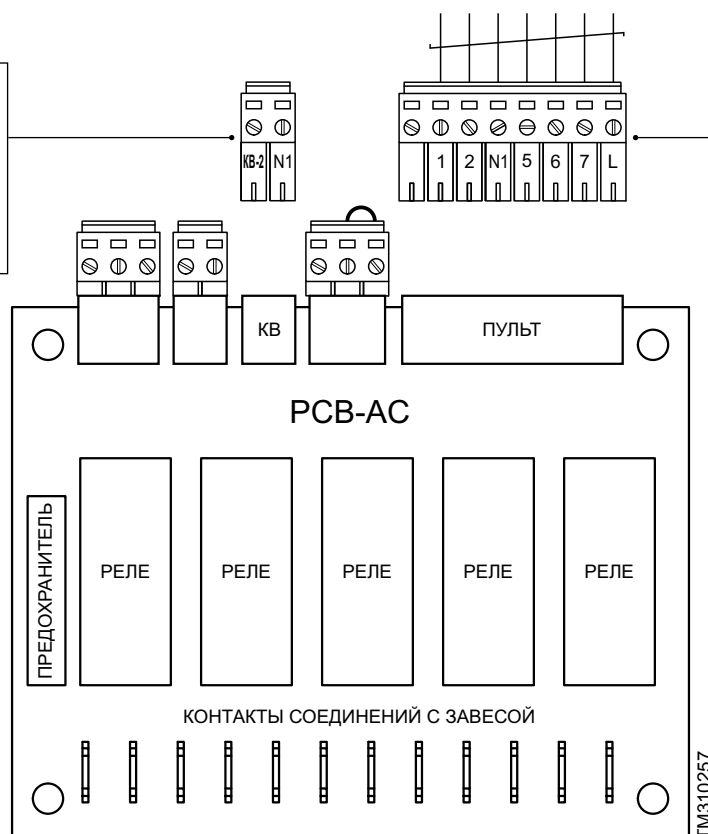 КВ-2 N1
1 2 N1 5 6 7 L
КВ
ПУЛЬТ
PCB-AC
ПРЕДОХРАНИТЕЛЬ
РЕЛЕ РЕЛЕ РЕЛЕ РЕЛЕ РЕЛЕ
КОНТАКТЫ СОЕДИНЕНИЙ С ЗАВЕСОЙ
TM310257